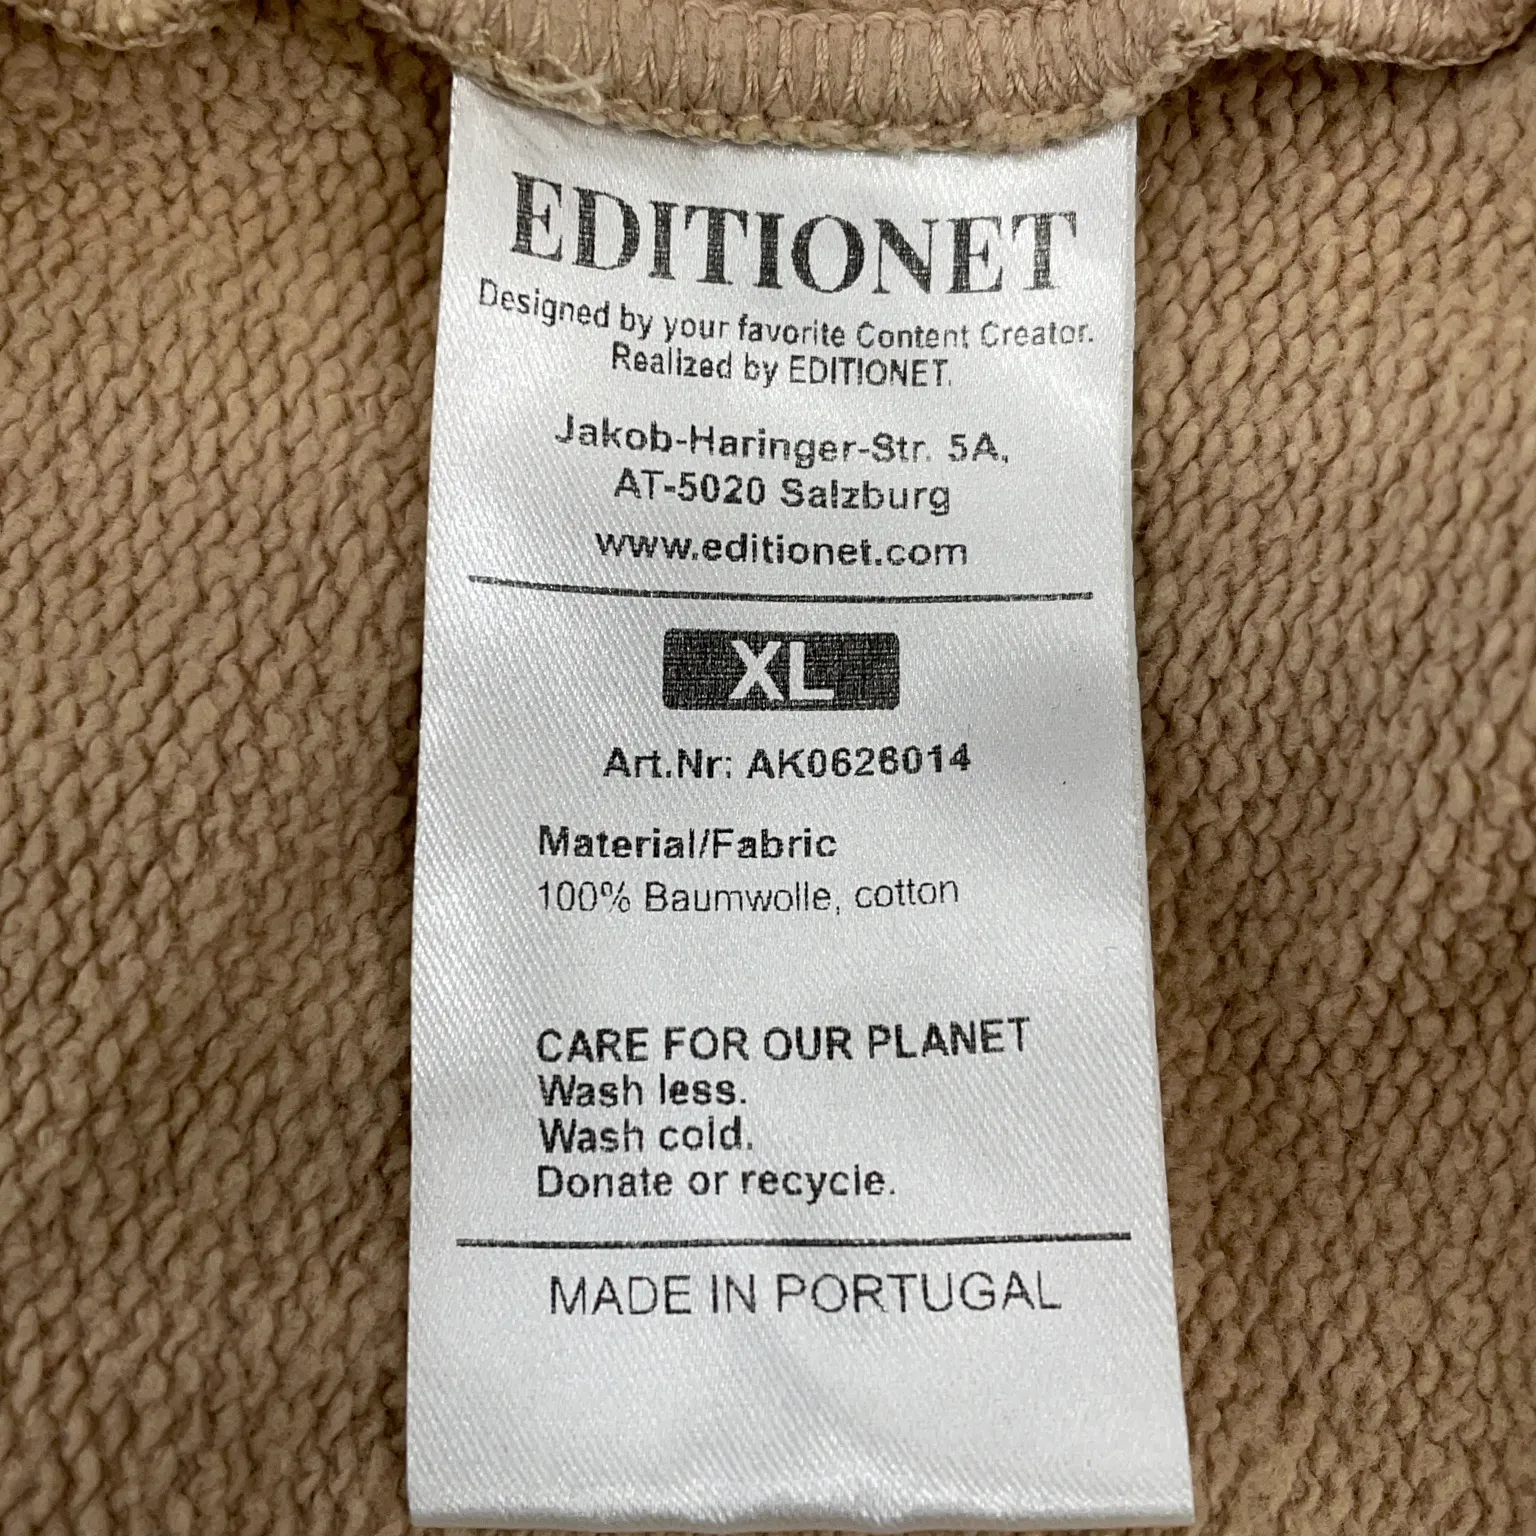 EDITIONET
Designed by your favorite Content Creator.
Realized by EDITIONET.
Jakob-Haringer-Str. 5A,
AT-5020 Salzburg
www.editionet.com
XL
Art.Nr: AK0626014
Material/Fabric
100% Baumwolle, cotton
CARE FOR OUR PLANET
Wash less.
Wash cold.
Donate or recycle.
MADE IN PORTUGAL